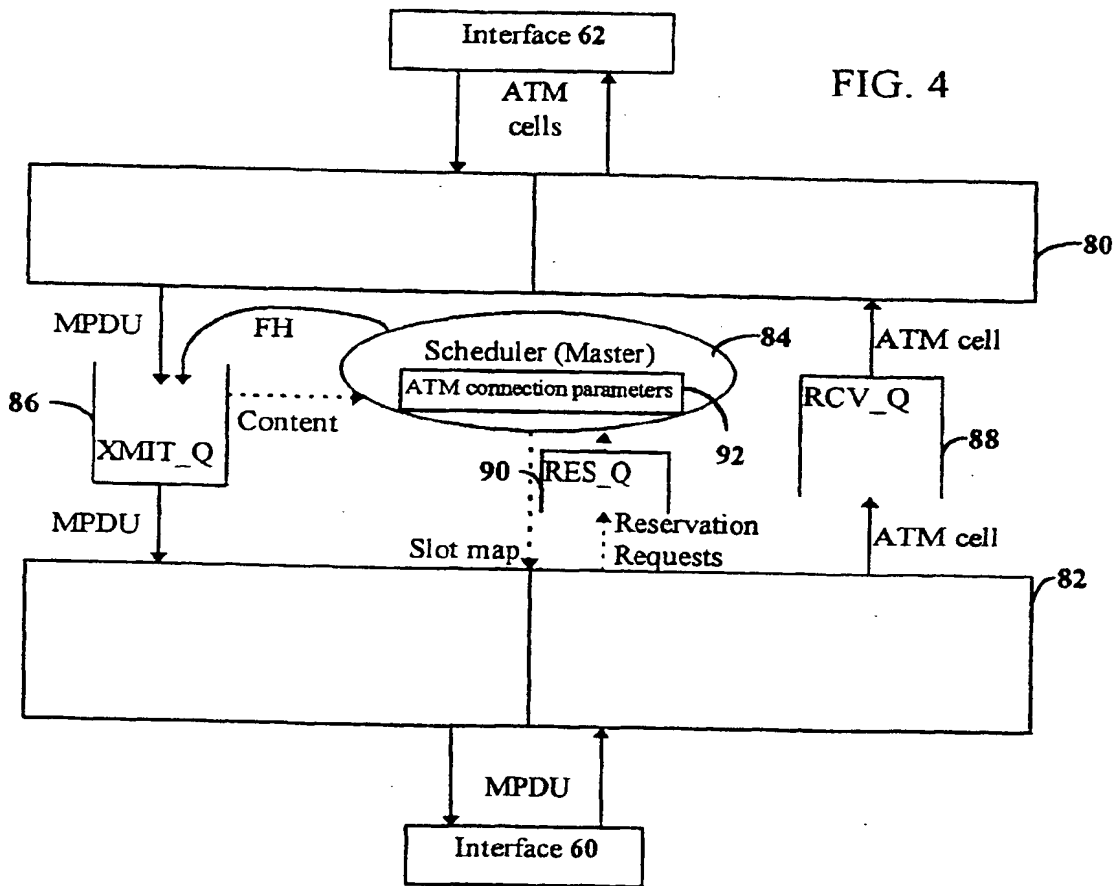 Interface 62
FIG. 4
ATM
cells
80
MPDU
FH
Scheduler (Master)
84
ATM connection parameters
ATM cell
86
Content
XMIT_Q
RCV_Q
88
92
90
RES_Q
MPDU
Slot map
Reservation
Requests
ATM cell
82
MPDU
Interface 60